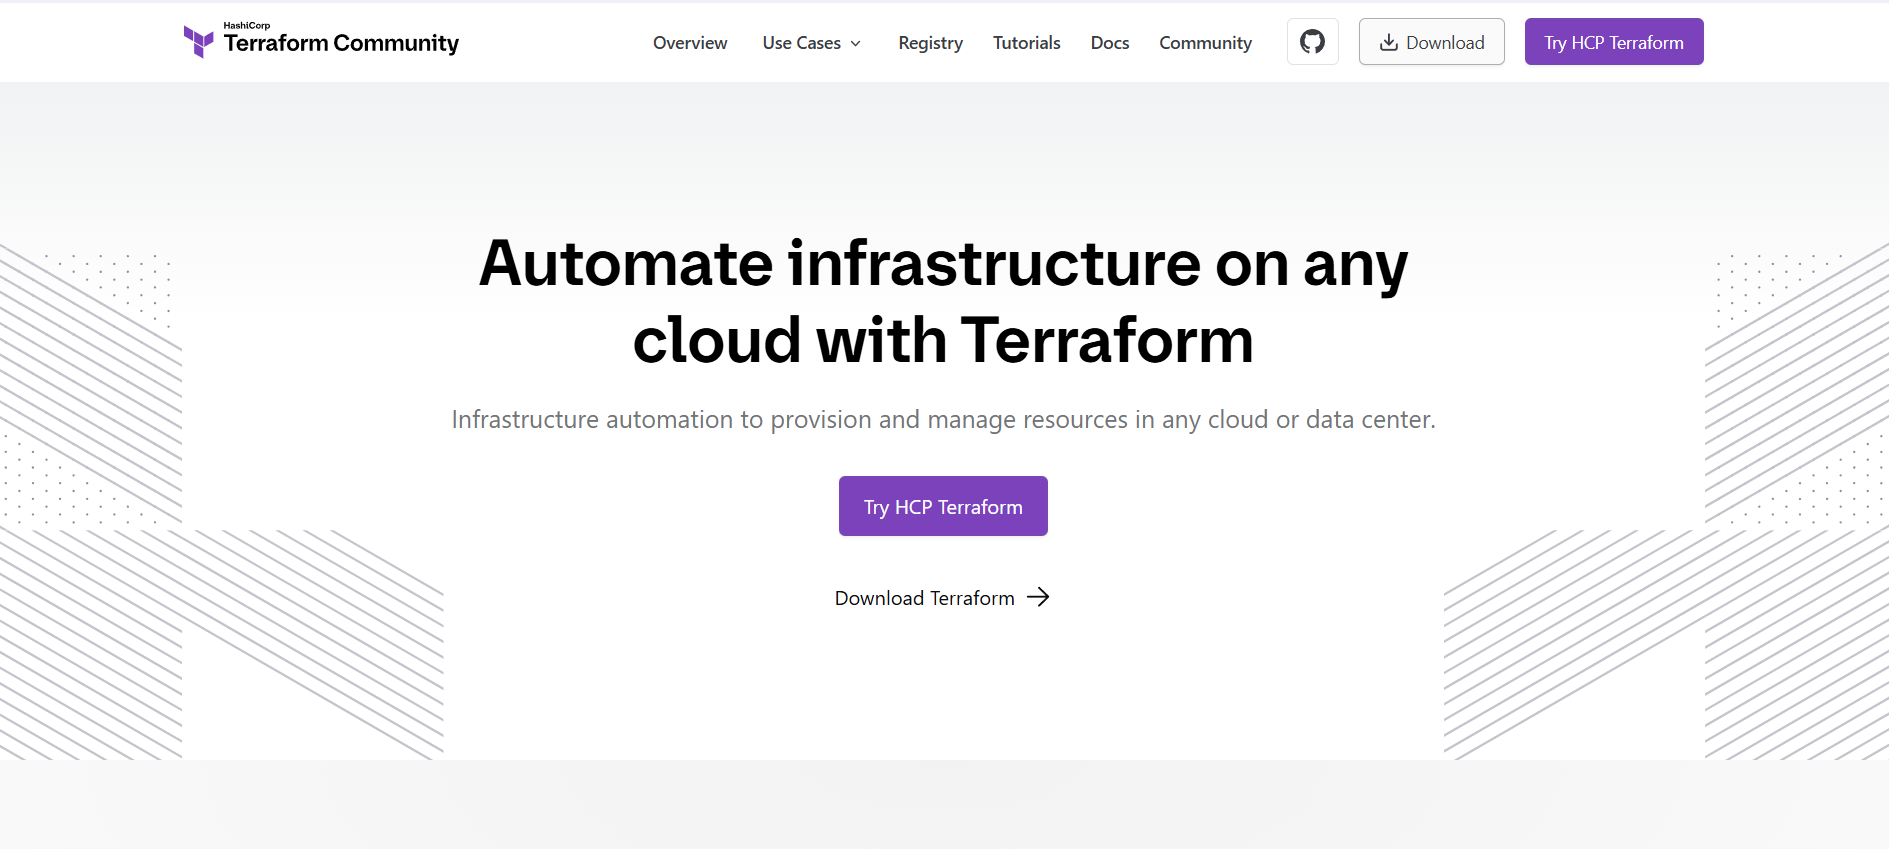 HashiCorp
Terraform Community
Overview
Use Cases
Registry
Tutorials
Docs
Community
Download
Try HCP Terraform
Automate infrastructure on any
cloud with Terraform
Infrastructure automation to provision and manage resources in any cloud or data center.
Try HCP Terraform
Download Terraform